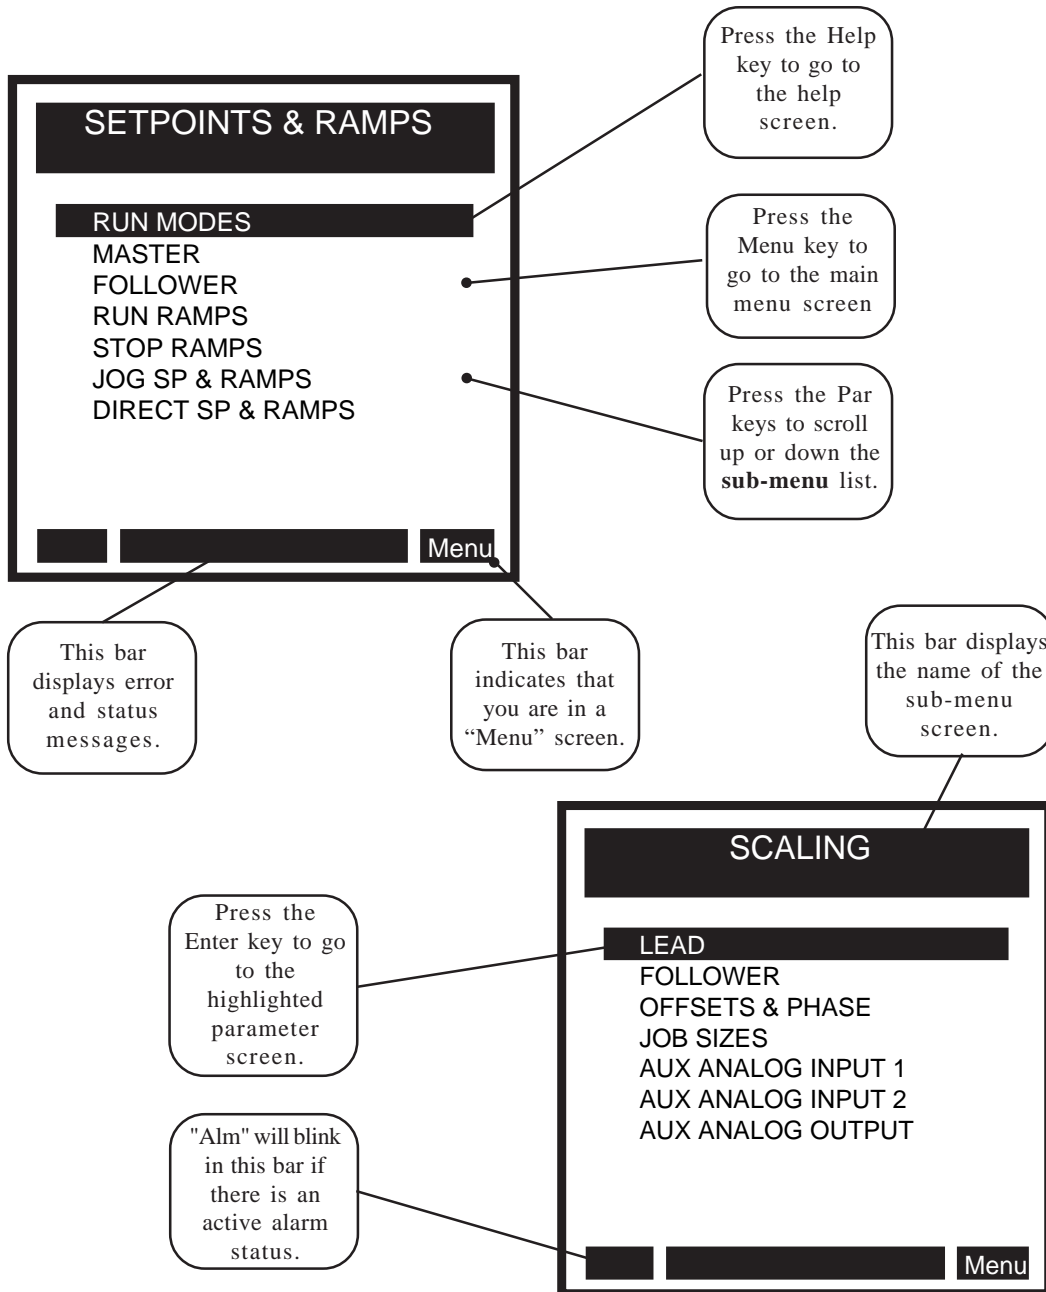 Press the Help
key to go to
the help
screen.
SETPOINTS & RAMPS
RUN MODES
MASTER
FOLLOWER
RUN RAMPS
STOP RAMPS
JOG SP & RAMPS
DIRECT SP & RAMPS
Press the
Menu key to
go to the main
menu screen
Press the Par
keys to scroll
up or down the
sub-menu list.
Menu
This bar
displays error
and status
messages.
This bar
indicates that
you are in a
“Menu” screen.
This bar displays
the name of the
sub-menu
screen.
SCALING
Press the
Enter key to go
to the
highlighted
parameter
screen.
LEAD
FOLLOWER
OFFSETS & PHASE
JOB SIZES
AUX ANALOG INPUT 1
AUX ANALOG INPUT 2
AUX ANALOG OUTPUT
"Alm" will blink
in this bar if
there is an
active alarm
status.
Menu